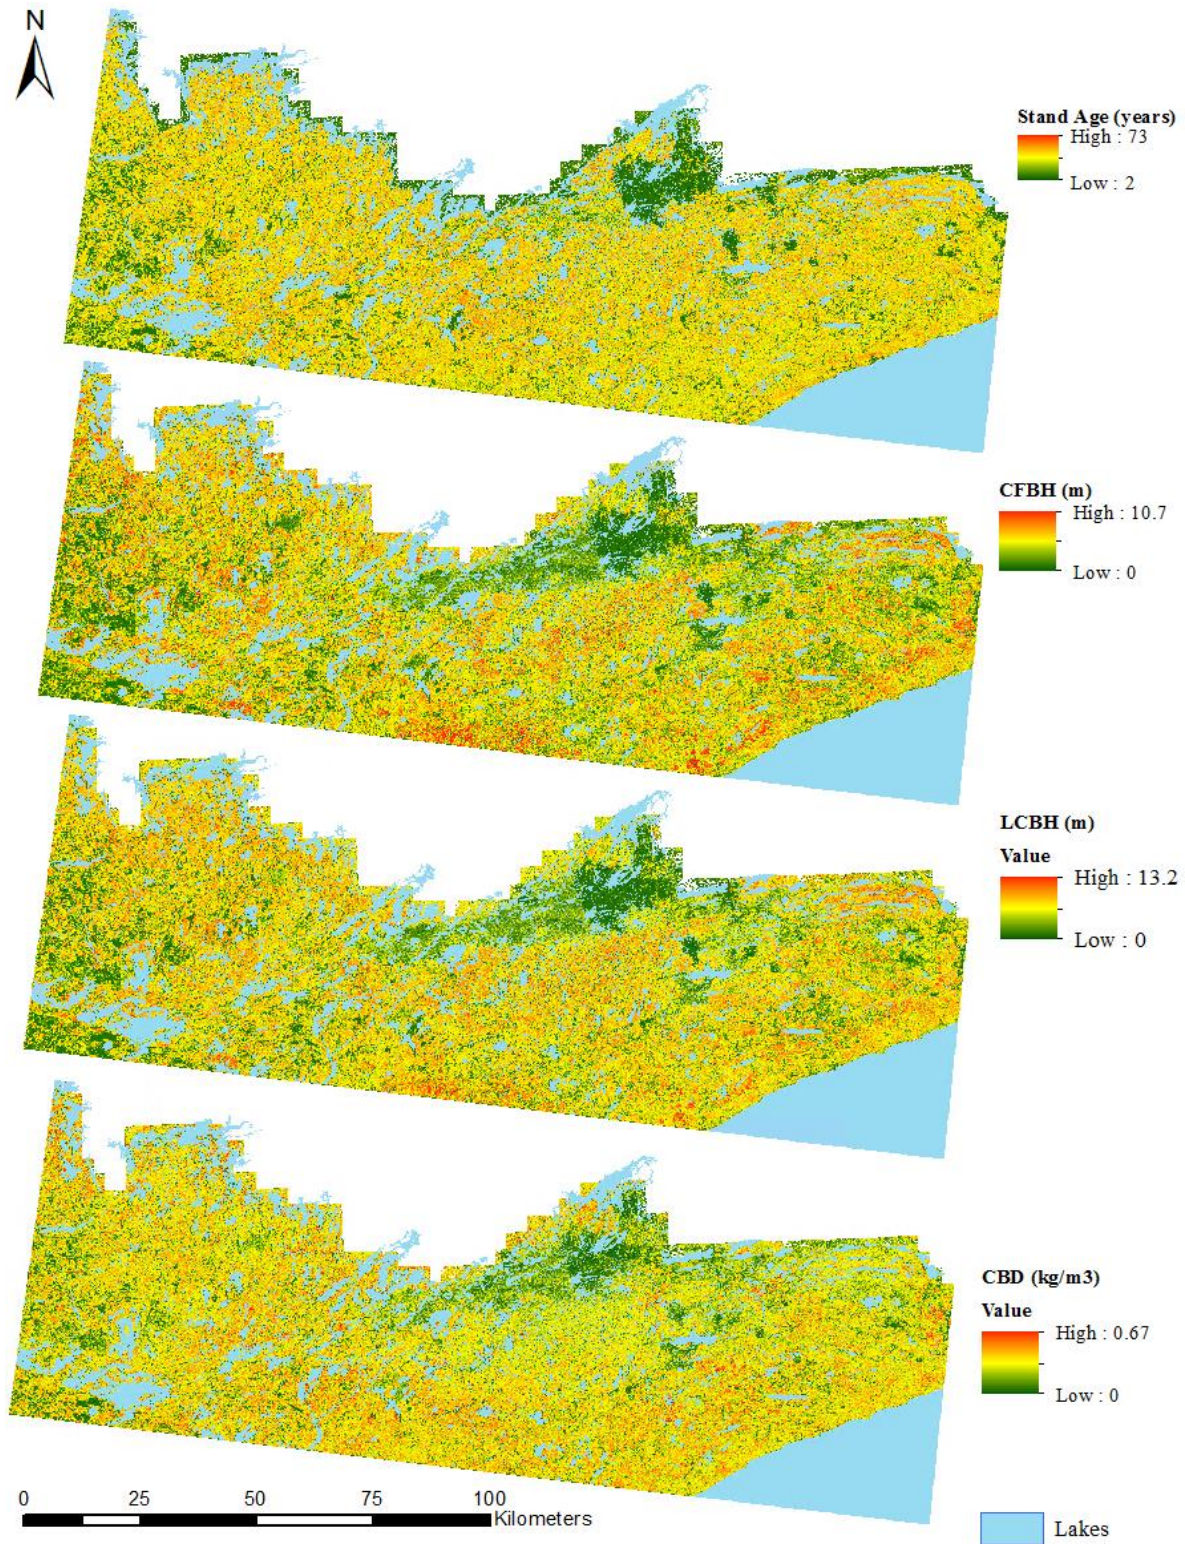 N
Stand Age (years)
High : 73
Low : 2
CFBH (m)
High : 10.7
Low : 0
LCBH (m)
Value
High : 13.2
Low : 0
CBD (kg/m3)
Value
High : 0.67
Low : 0
0 25 50 75 100
Kilometers
Lakes